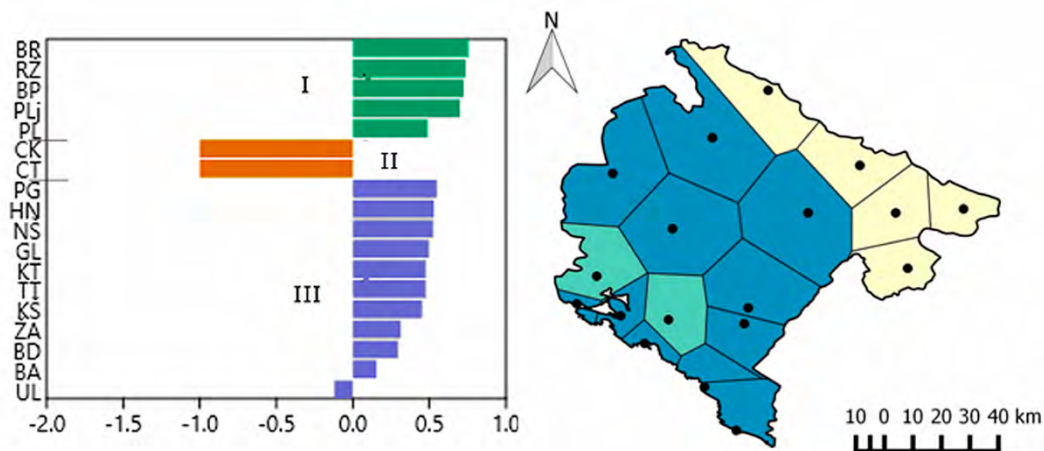 BR
RZ
BP
PLj
PL
CK
CT
PG
HN
NŠ
GL
KT
TT
KŠ
ŽA
BD
BA
UL
I
II
III
-2.0 -1.5 -1.0 -0.5 0.0 0.5 1.0
N
10 0 10 20 30 40 km